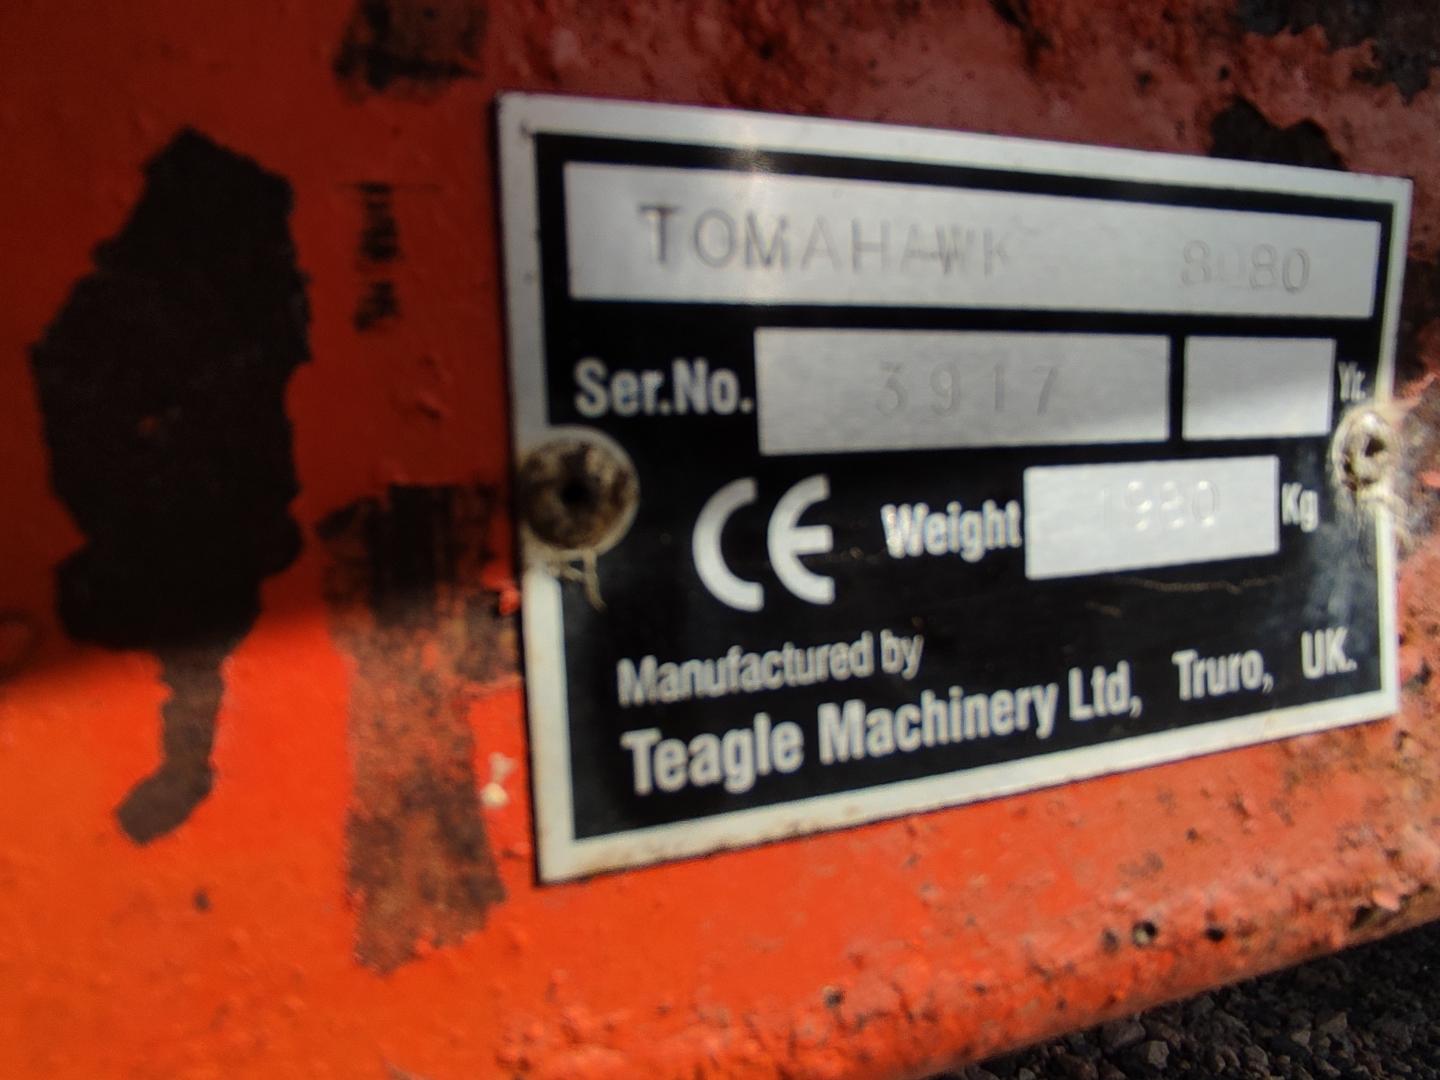 TOMAHAWK 8080
Ser.No. 3917 Yr.
CE Weight 1980 Kg
Manufactured by
Teagle Machinery Ltd, Truro, UK.